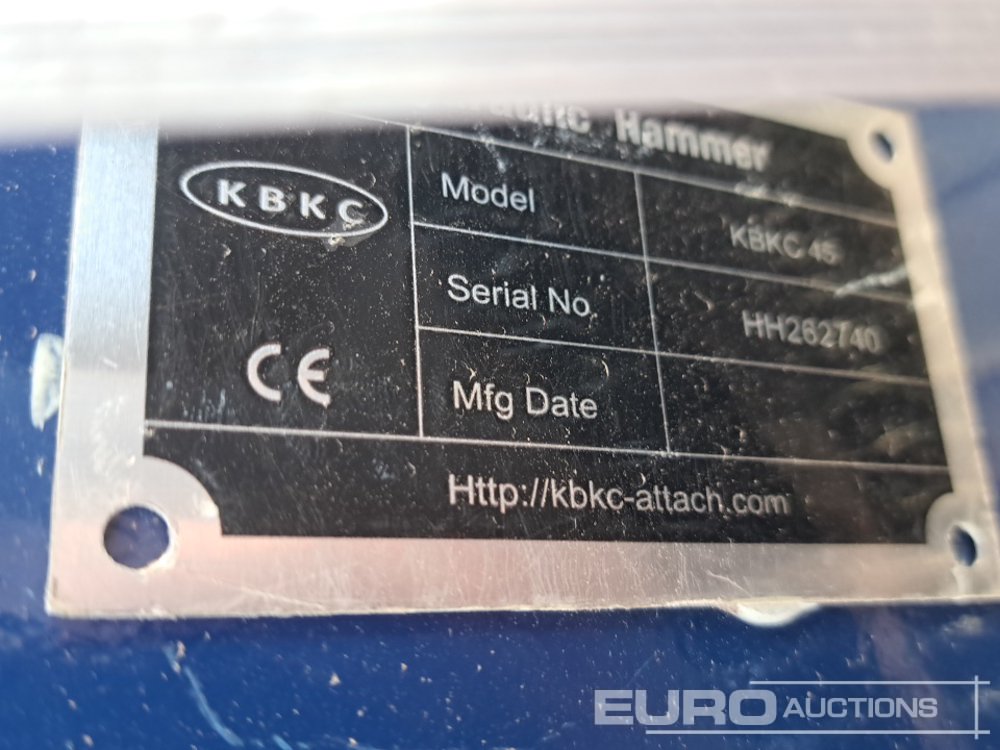 Hammer
KBKC
Model KBKC 45
Serial No. HH262740
CE
Mfg Date
Http://kbkc-attach.com
EURO AUCTIONS